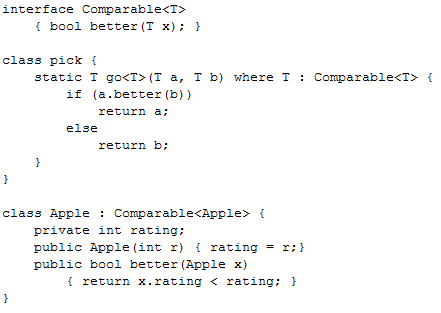 interface Comparable<T>
    { bool better(T x); }

class pick {
    static T go<T>(T a, T b) where T : Comparable<T> {
        if (a.better(b))
            return a;
        else
            return b;
    }
}

class Apple : Comparable<Apple> {
    private int rating;
    public Apple(int r) { rating = r;}
    public bool better(Apple x)
        { return x.rating < rating; }
}